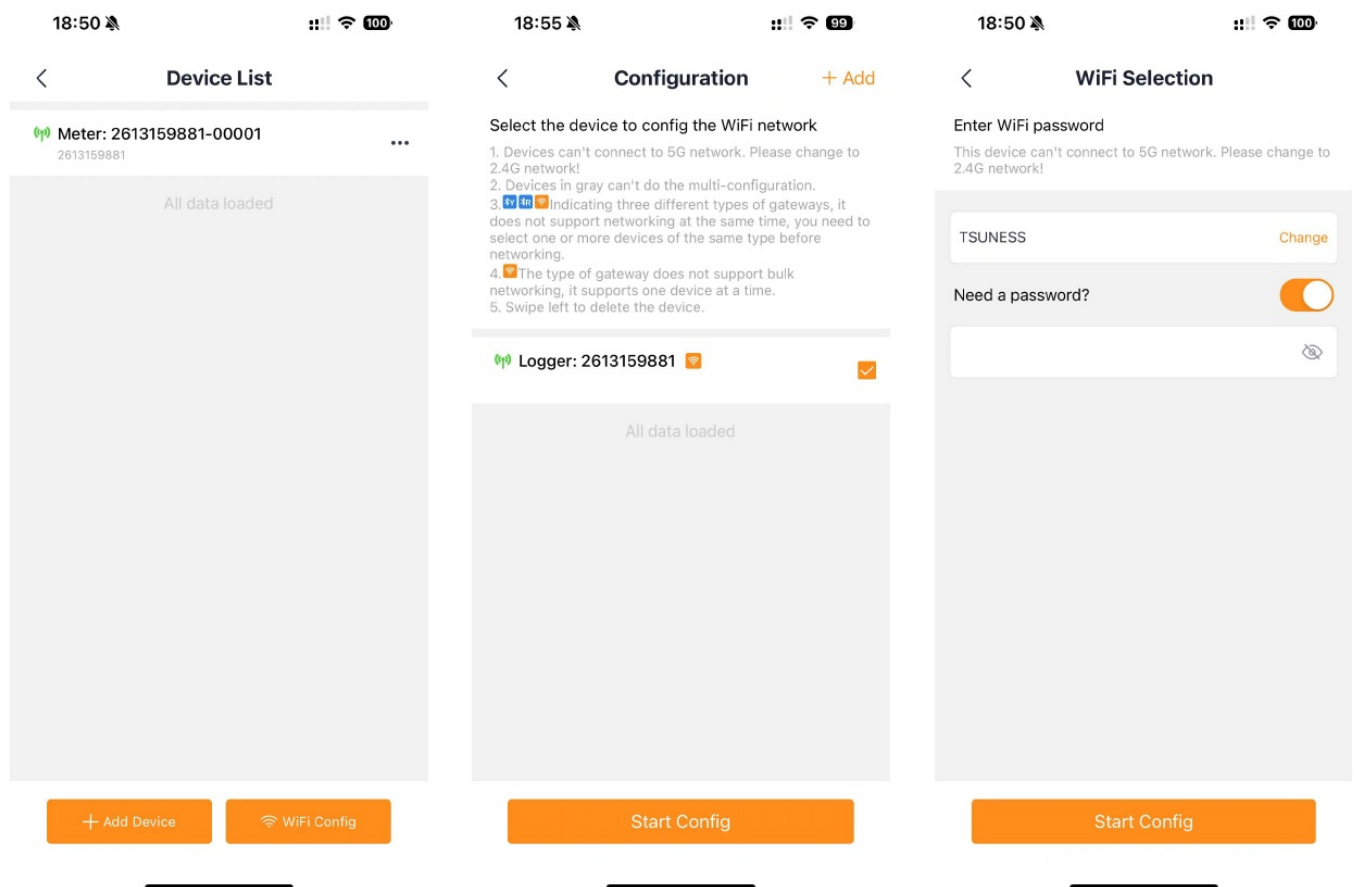 18:50
100
Device List
Meter: 2613159881-00001
2613159881
All data loaded
+ Add Device
WiFi Config
18:55
99
Configuration
+ Add
Select the device to config the WiFi network
1. Devices can't connect to 5G network. Please change to
2.4G network!
2. Devices in gray can't do the multi-configuration.
3. Indicating three different types of gateways, it
does not support networking at the same time, you need to
select one or more devices of the same type before
networking.
4. The type of gateway does not support bulk
networking, it supports one device at a time.
5. Swipe left to delete the device.
Logger: 2613159881
All data loaded
Start Config
18:50
100
WiFi Selection
Enter WiFi password
This device can't connect to 5G network. Please change to
2.4G network!
TSUNESS
Change
Need a password?
Start Config